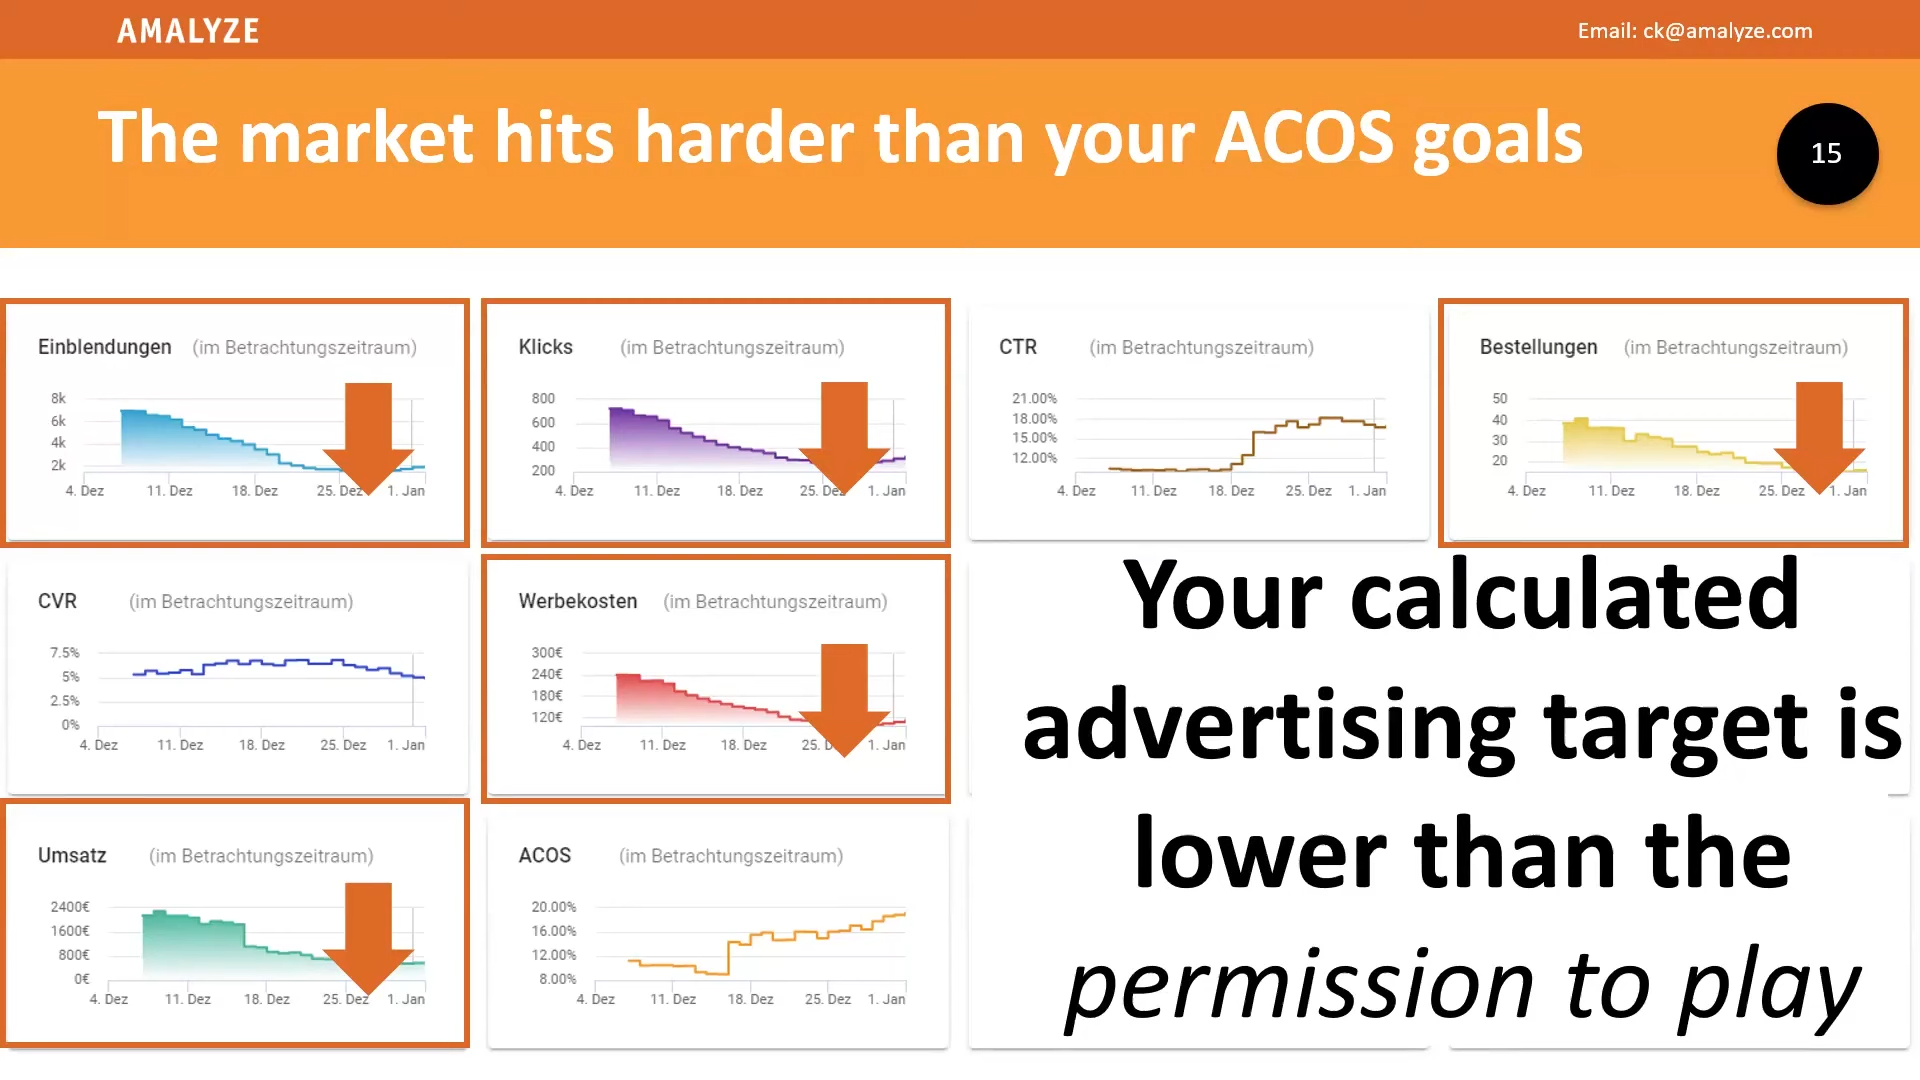 AMALYZE
Email: ck@amalyze.com
The market hits harder than your ACOS goals
15
Einblendungen (im Betrachtungszeitraum)
8k
6k
4k
2k
4. Dez 11. Dez 18. Dez 25. Dez 1. Jan
Klicks (im Betrachtungszeitraum)
800
600
400
200
4. Dez 11. Dez 18. Dez 25. Dez 1. Jan
CTR (im Betrachtungszeitraum)
21.00%
18.00%
15.00%
12.00%
4. Dez 11. Dez 18. Dez 25. Dez 1. Jan
Bestellungen (im Betrachtungszeitraum)
50
40
30
20
4. Dez 11. Dez 18. Dez 25. Dez 1. Jan
CVR (im Betrachtungszeitraum)
7.5%
5%
2.5%
0%
4. Dez 11. Dez 18. Dez 25. Dez 1. Jan
Werbekosten (im Betrachtungszeitraum)
300€
240€
180€
120€
4. Dez 11. Dez 18. Dez 25. D 1. Jan
Your calculated
advertising target is
lower than the
permission to play
Umsatz (im Betrachtungszeitraum)
2400€
1600€
800€
0€
4. Dez 11. Dez 18. Dez 25. Dez 1. Jan
ACOS (im Betrachtungszeitraum)
20.00%
16.00%
12.00%
8.00%
4. Dez 11. Dez 18. Dez 25. Dez 1. Jan